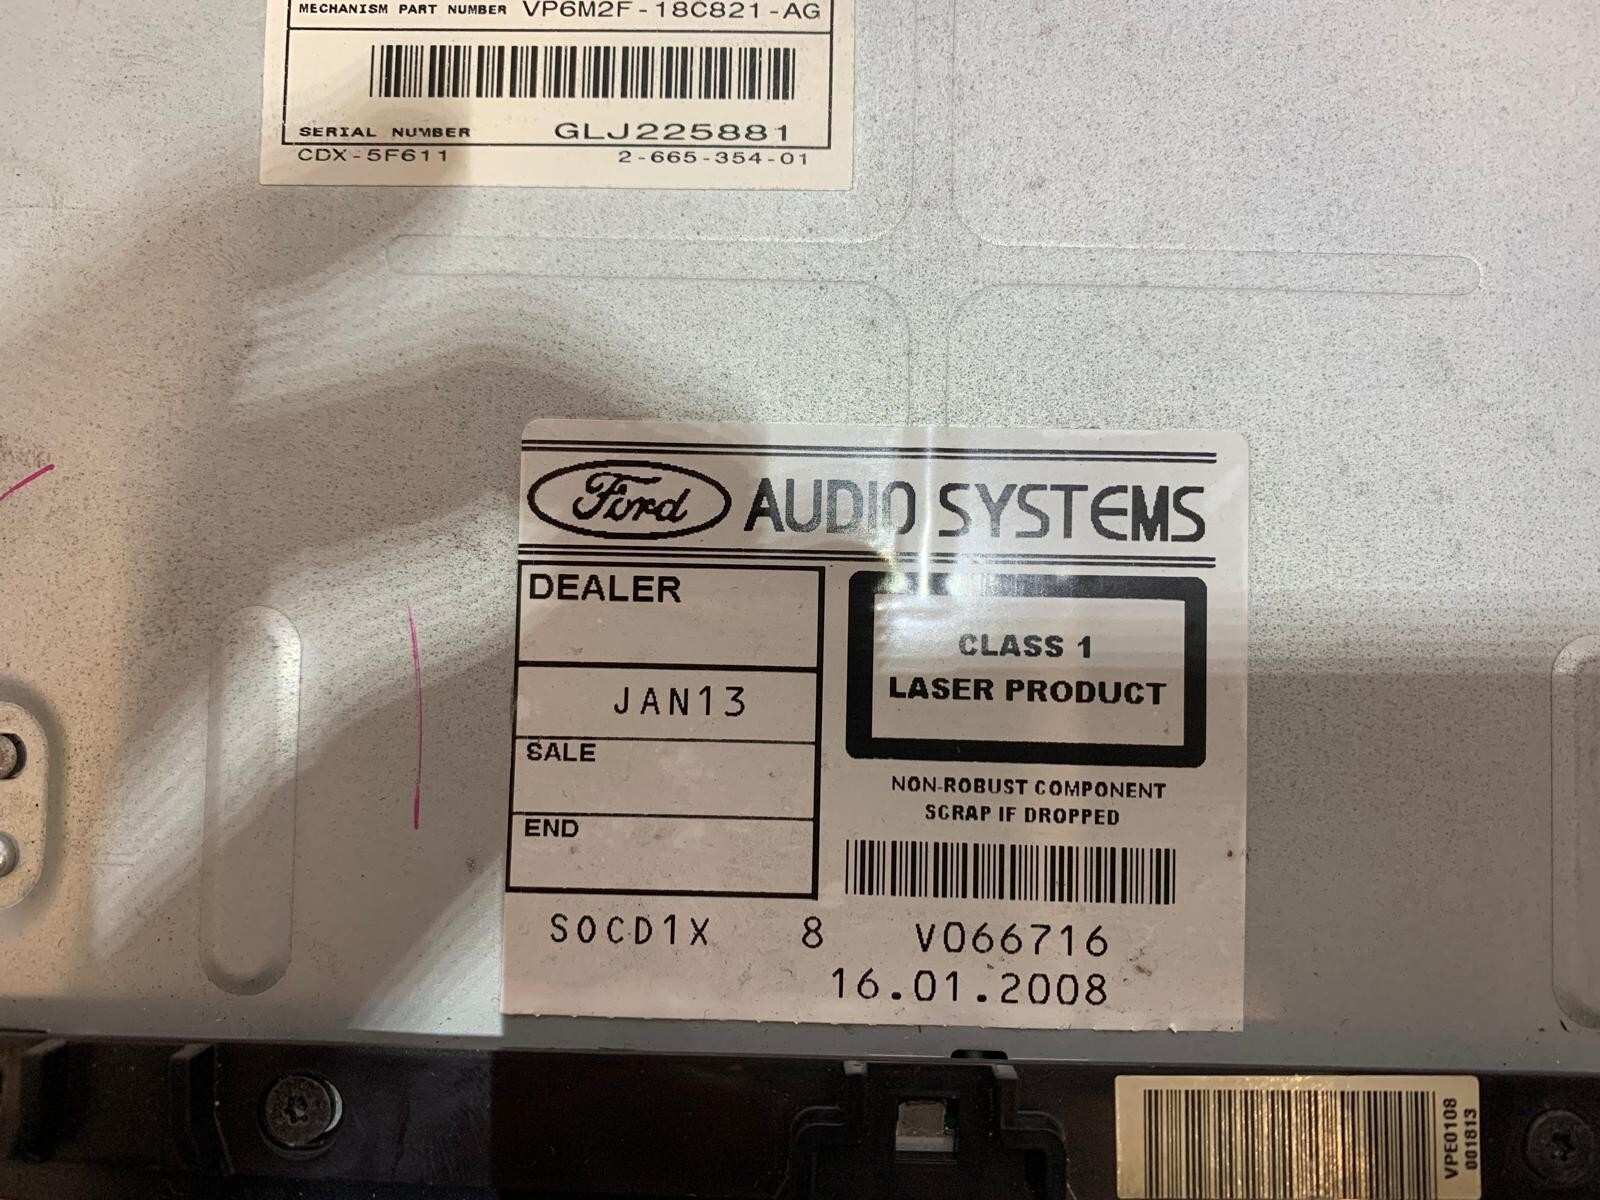 MECHANISM PART NUMBER VP6M2F-18C821-AG
SERIAL NUMBER GLJ225881
CDX-5F611 2-665-354-01
Ford AUDIO SYSTEMS
DEALER
JAN13
SALE
END
CLASS 1
LASER PRODUCT
NON-ROBUST COMPONENT
SCRAP IF DROPPED
SOCD1X 8 V066716
16.01.2008
VPE0108
001813